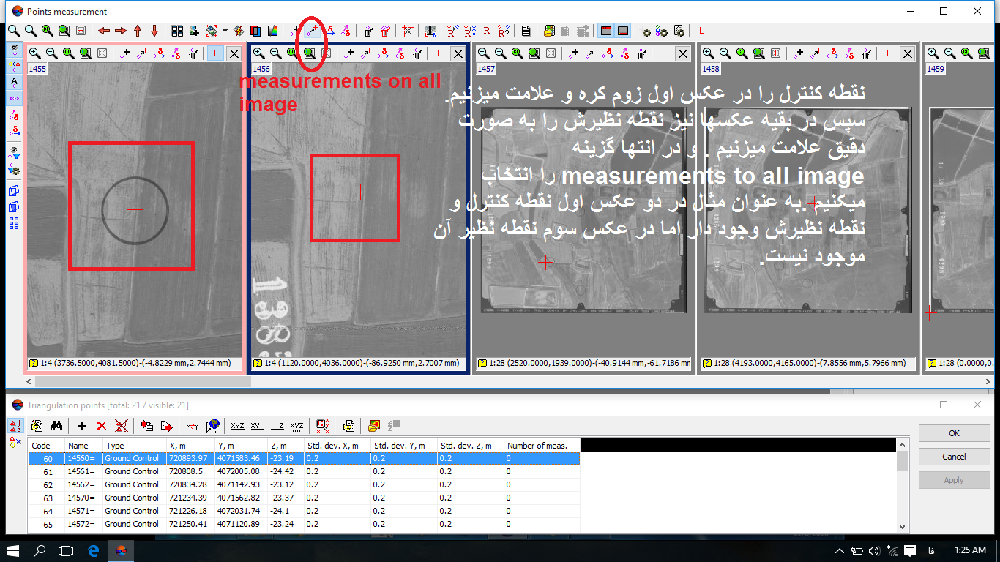 Points measurement
L
L
L
L
L
L
1455
1456
1457
1458
1459
A
measurements on all
image
نقطه کنترل را در عکس اول زوم کره و علامت میزنیم.
سپس در بقیه عکسها نیز نقطه نظیرش را به صورت
دقیق علامت میزنیم . و در انتها گزینه
measurements to all image را انتخاب
میکنیم .به عنوان مثال در دو عکس اول نقطه کنترل و
نقطه نظیرش وجود دار اما در عکس سوم نقطه نظیر آن
موجود نیست.
1:4 (3736.5000,4081.5000)-(-4.8229 mm,2.7444 mm)
1:4 (1120.0000,4036.0000)-(-86.9250 mm,2.7007 mm)
1:28 (2520.0000,1939.0000)-(-40.9144 mm,-61.7186 mm
1:28 (4193.0000,4165.0000)-(7.8556 mm,5.7966 mm)
1:28 (0.0000,0.
Triangulation points [total: 21 / visible: 21]
Code Name Type X, m Y, m Z, m Std. dev. X, m Std. dev. Y, m Std. dev. Z, m Number of meas.
60 14560= Ground Control 720893.97 4071583.46 -23.19 0.2 0.2 0.2 0
61 14561= Ground Control 720808.5 4072005.08 -24.42 0.2 0.2 0.2 0
62 14562= Ground Control 720834.28 4071142.93 -23.12 0.2 0.2 0.2 0
63 14570= Ground Control 721234.39 4071562.82 -23.37 0.2 0.2 0.2 0
64 14571= Ground Control 721226.18 4072031.74 -24.1 0.2 0.2 0.2 0
65 14572= Ground Control 721250.41 4071120.89 -23.24 0.2 0.2 0.2 0
OK
Cancel
Apply
فا
1:25 AM